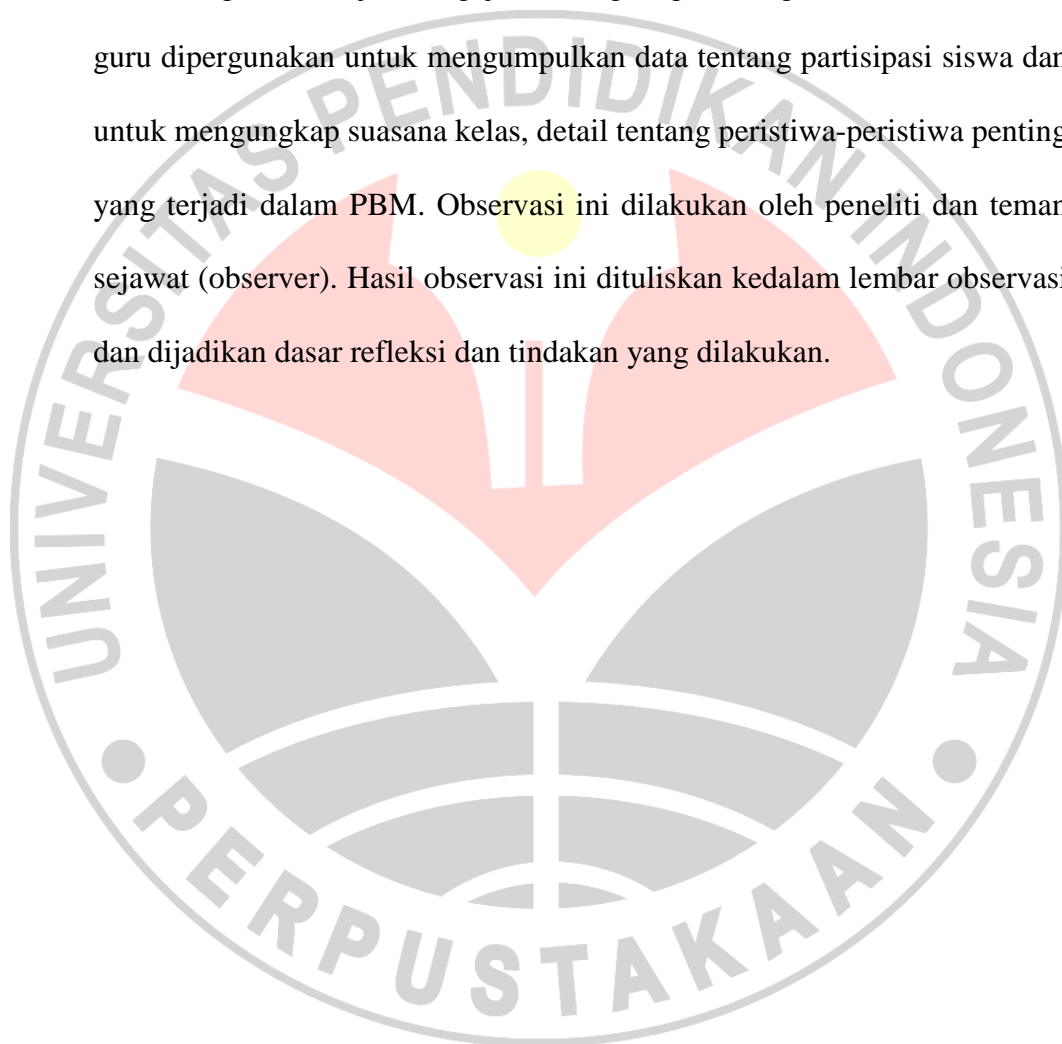 guru dipergunakan untuk mengumpulkan data tentang partisipasi siswa dan
untuk mengungkap suasana kelas, detail tentang peristiwa-peristiwa penting
yang terjadi dalam PBM. Observasi ini dilakukan oleh peneliti dan teman
sejawat (observer). Hasil observasi ini dituliskan kedalam lembar observasi
dan dijadikan dasar refleksi dan tindakan yang dilakukan.
UNIVERSITAS PENDIDIKAN INDONESIA
PERPUSTAKAAN